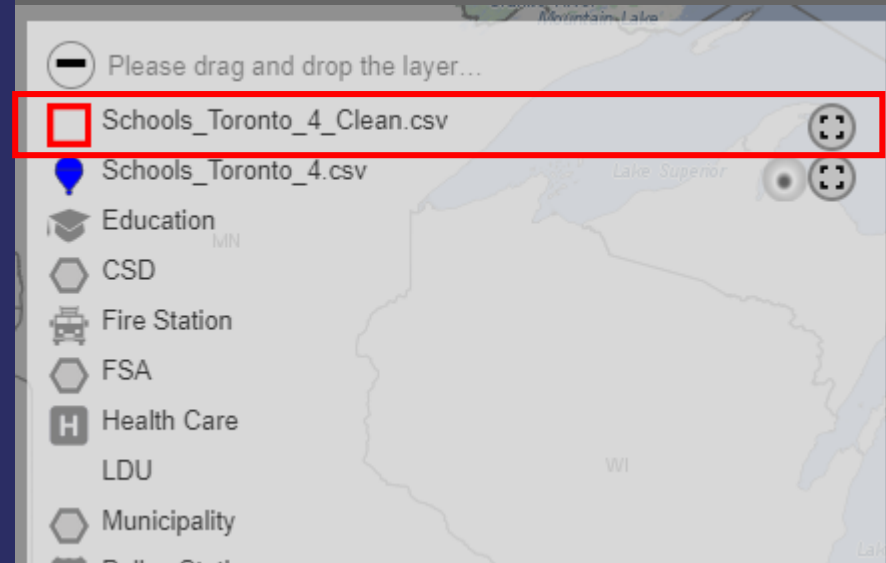 Mountain Lake
Please drag and drop the layer...
Schools_Toronto_4_Clean.csv
Schools_Toronto_4.csv
Lake Superior
Education
MN
CSD
Fire Station
FSA
H
Health Care
LDU
WI
Municipality
Lak